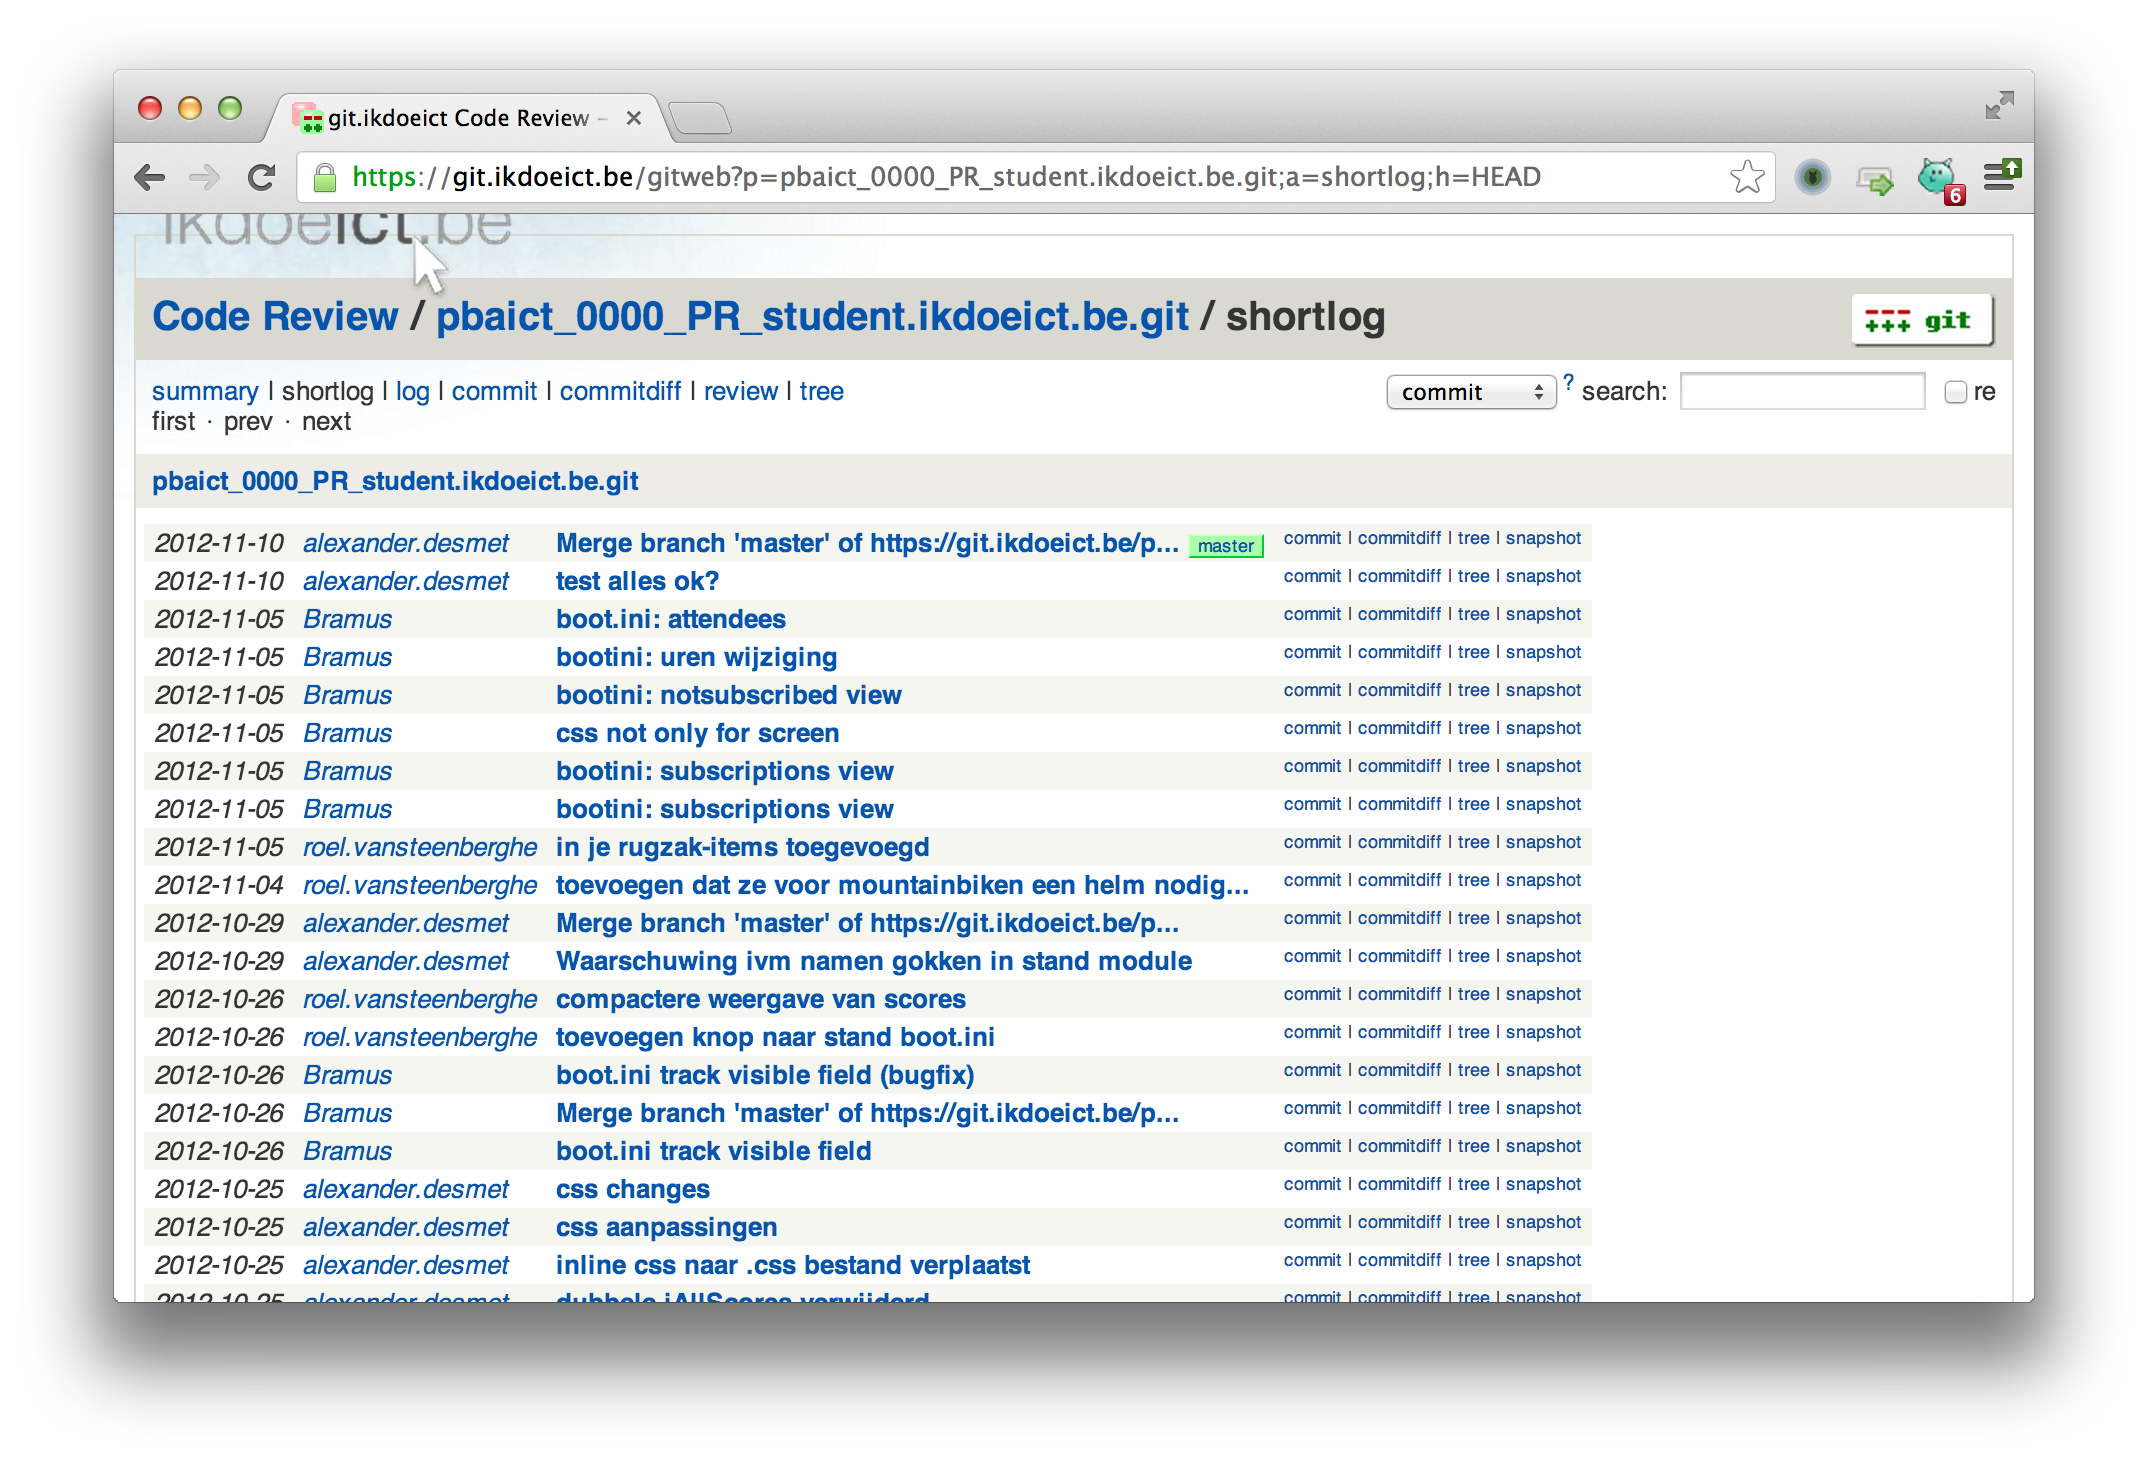 git.ikdoeict Code Review –
https://git.ikdoeict.be/gitweb?p=pbaict_0000_PR_student.ikdoeict.be.git;a=shortlog;h=HEAD
6
ikdoeict.be
Code Review / pbaict_0000_PR_student.ikdoeict.be.git / shortlog
git
summary | shortlog | log | commit | commitdiff | review | tree
commit ? search: re
first · prev · next
pbaict_0000_PR_student.ikdoeict.be.git
2012-11-10 alexander.desmet Merge branch 'master' of https://git.ikdoeict.be/p... master commit | commitdiff | tree | snapshot
2012-11-10 alexander.desmet test alles ok? commit | commitdiff | tree | snapshot
2012-11-05 Bramus boot.ini: attendees commit | commitdiff | tree | snapshot
2012-11-05 Bramus bootini: uren wijziging commit | commitdiff | tree | snapshot
2012-11-05 Bramus bootini: notsubscribed view commit | commitdiff | tree | snapshot
2012-11-05 Bramus css not only for screen commit | commitdiff | tree | snapshot
2012-11-05 Bramus bootini: subscriptions view commit | commitdiff | tree | snapshot
2012-11-05 Bramus bootini: subscriptions view commit | commitdiff | tree | snapshot
2012-11-05 roel.vansteenberghe in je rugzak-items toegevoegd commit | commitdiff | tree | snapshot
2012-11-04 roel.vansteenberghe toevoegen dat ze voor mountainbiken een helm nodig... commit | commitdiff | tree | snapshot
2012-10-29 alexander.desmet Merge branch 'master' of https://git.ikdoeict.be/p... commit | commitdiff | tree | snapshot
2012-10-29 alexander.desmet Waarschuwing ivm namen gokken in stand module commit | commitdiff | tree | snapshot
2012-10-26 roel.vansteenberghe compactere weergave van scores commit | commitdiff | tree | snapshot
2012-10-26 roel.vansteenberghe toevoegen knop naar stand boot.ini commit | commitdiff | tree | snapshot
2012-10-26 Bramus boot.ini track visible field (bugfix) commit | commitdiff | tree | snapshot
2012-10-26 Bramus Merge branch 'master' of https://git.ikdoeict.be/p... commit | commitdiff | tree | snapshot
2012-10-26 Bramus boot.ini track visible field commit | commitdiff | tree | snapshot
2012-10-25 alexander.desmet css changes commit | commitdiff | tree | snapshot
2012-10-25 alexander.desmet css aanpassingen commit | commitdiff | tree | snapshot
2012-10-25 alexander.desmet inline css naar .css bestand verplaatst commit | commitdiff | tree | snapshot
2012-10-25 alexander.desmet dubbele jAllScores verwijderd commit | commitdiff | tree | snapshot